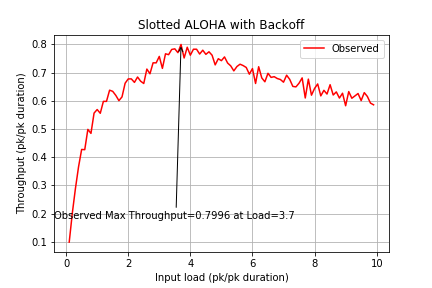 Slotted ALOHA with Backoff
Observed
Throughput (pk/pk duration)
0.8
0.7
0.6
0.5
0.4
0.3
0.2
0.1
Observed Max Throughput=0.7996 at Load=3.7
0 2 4 6 8 10
Input load (pk/pk duration)